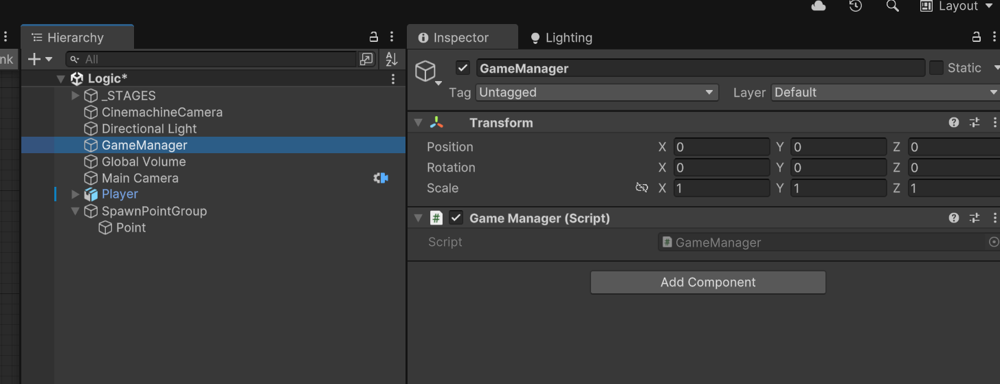 Layout
Hierarchy
Inspector
Lighting
nk
All
Logic*
_STAGES
CinemachineCamera
Directional Light
GameManager
Global Volume
Main Camera
Player
SpawnPointGroup
Point
GameManager
Static
Tag Untagged Layer Default
Transform
Position X 0 Y 0 Z 0
Rotation X 0 Y 0 Z 0
Scale X 1 Y 1 Z 1
# Game Manager (Script)
Script # GameManager
Add Component